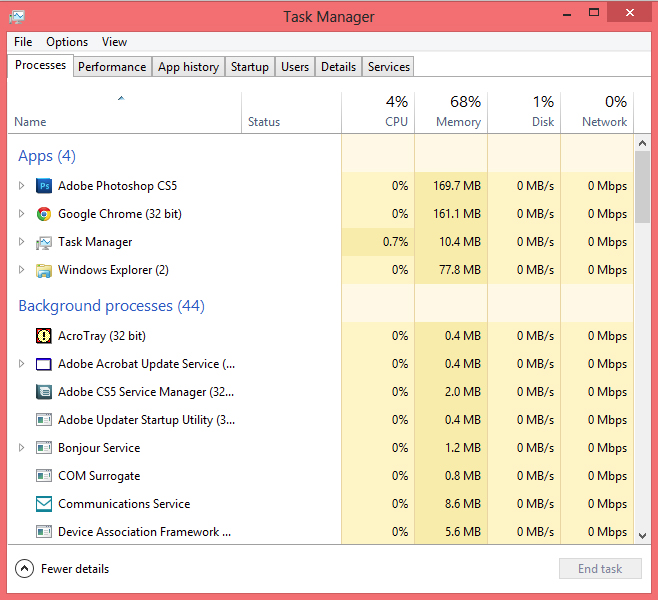 Task Manager
File Options View
Processes Performance App history Startup Users Details Services
4% 68% 1% 0%
Name Status CPU Memory Disk Network
Apps (4)
Ps Adobe Photoshop CS5 0% 169.7 MB 0 MB/s 0 Mbps
Google Chrome (32 bit) 0% 161.1 MB 0 MB/s 0 Mbps
Task Manager 0.7% 10.4 MB 0 MB/s 0 Mbps
Windows Explorer (2) 0% 77.8 MB 0 MB/s 0 Mbps
Background processes (44)
AcroTray (32 bit) 0% 0.4 MB 0 MB/s 0 Mbps
Adobe Acrobat Update Service (... 0% 0.4 MB 0 MB/s 0 Mbps
Adobe CS5 Service Manager (32... 0% 2.0 MB 0 MB/s 0 Mbps
Adobe Updater Startup Utility (3... 0% 0.4 MB 0 MB/s 0 Mbps
Bonjour Service 0% 1.2 MB 0 MB/s 0 Mbps
COM Surrogate 0% 0.8 MB 0 MB/s 0 Mbps
Communications Service 0% 8.6 MB 0 MB/s 0 Mbps
Device Association Framework ... 0% 5.6 MB 0 MB/s 0 Mbps
Fewer details End task